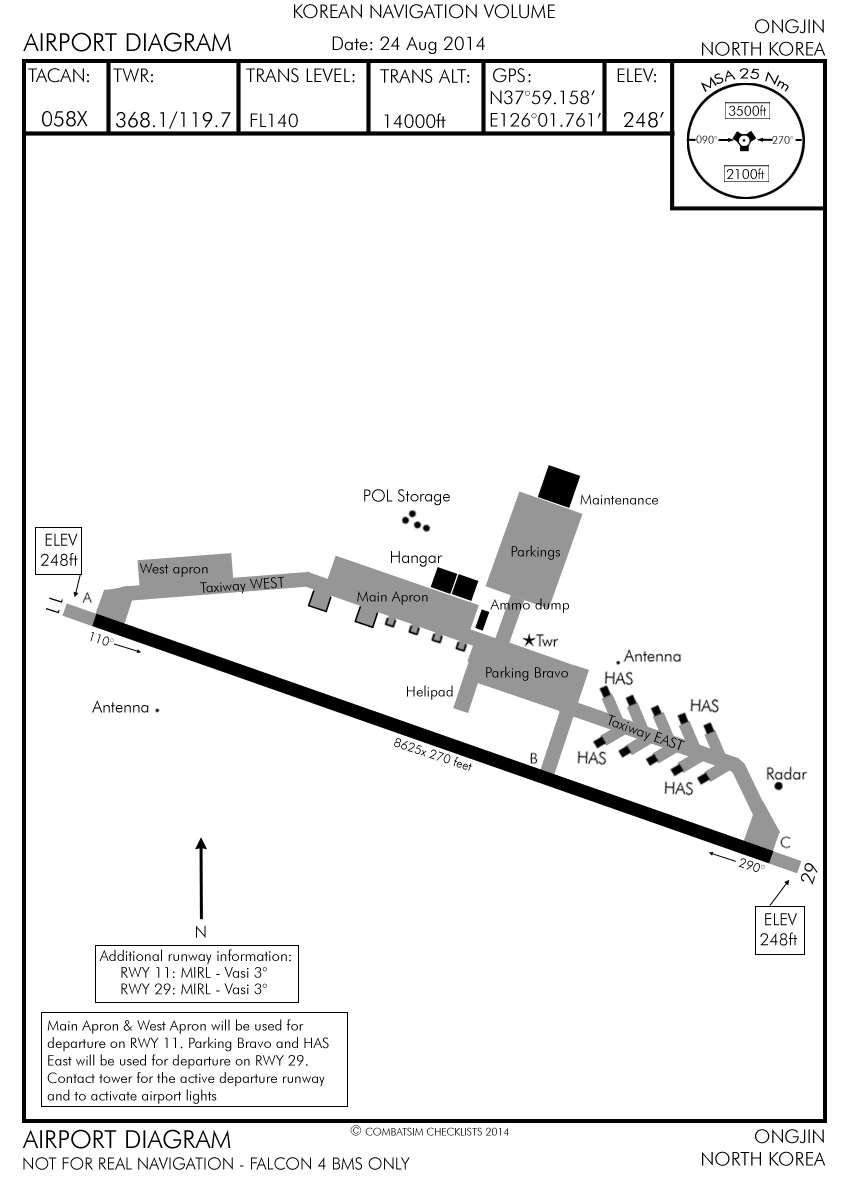 KOREAN NAVIGATION VOLUME
AIRPORT DIAGRAM
Date: 24 Aug 2014
ONGJIN
NORTH KOREA
TACAN:
058X
TWR:
368.1/119.7
TRANS LEVEL:
FL140
TRANS ALT:
14000ft
GPS:
N37°59.158’
E126°01.761’
ELEV:
248’
MSA 25 Nm
3500ft
090°
270°
2100ft
POL Storage
Maintenance
Parkings
Hangar
ELEV
248ft
West apron
Taxiway WEST
Main Apron
Ammo dump
A
11
110°
Twr
Antenna
Parking Bravo
HAS
Helipad
HAS
Antenna
Taxiway EAST
HAS
B
8625x 270 feet
HAS
Radar
C
290°
29
ELEV
248ft
N
Additional runway information:
RWY 11: MIRL - Vasi 3°
RWY 29: MIRL - Vasi 3°
Main Apron & West Apron will be used for
departure on RWY 11. Parking Bravo and HAS
East will be used for departure on RWY 29.
Contact tower for the active departure runway
and to activate airport lights
AIRPORT DIAGRAM
© COMBATSIM CHECKLISTS 2014
ONGJIN
NOT FOR REAL NAVIGATION - FALCON 4 BMS ONLY
NORTH KOREA